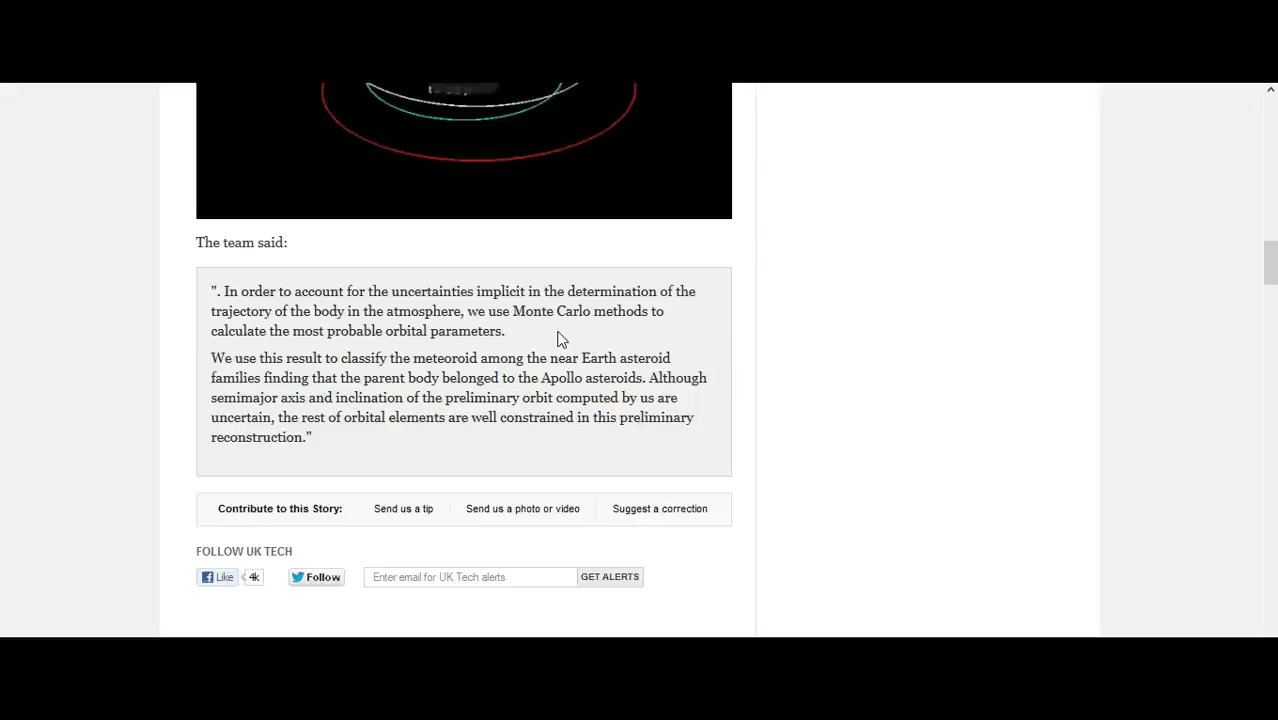 The team said:
". In order to account for the uncertainties implicit in the determination of the
trajectory of the body in the atmosphere, we use Monte Carlo methods to
calculate the most probable orbital parameters.
We use this result to classify the meteoroid among the near Earth asteroid
families finding that the parent body belonged to the Apollo asteroids. Although
semimajor axis and inclination of the preliminary orbit computed by us are
uncertain, the rest of orbital elements are well constrained in this preliminary
reconstruction."
Contribute to this Story: Send us a tip Send us a photo or video Suggest a correction
FOLLOW UK TECH
Like 4k Follow Enter email for UK Tech alerts GET ALERTS